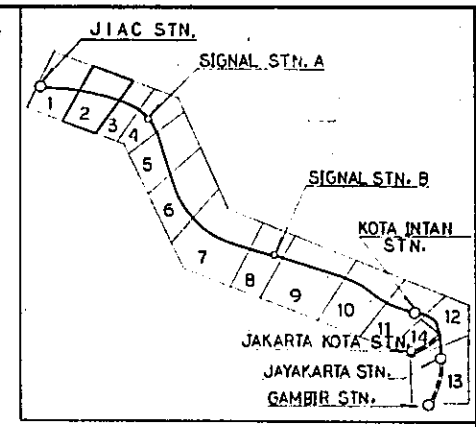 JIAC STN.
SIGNAL STN. A
1
2
3
4
5
6
SIGNAL STN. B
7
KOTA INTAN
STN.
8
9
10
11
12
JAKARTA KOTA STN.
14
JAYAKARTA STN.
13
GAMBIR STN.